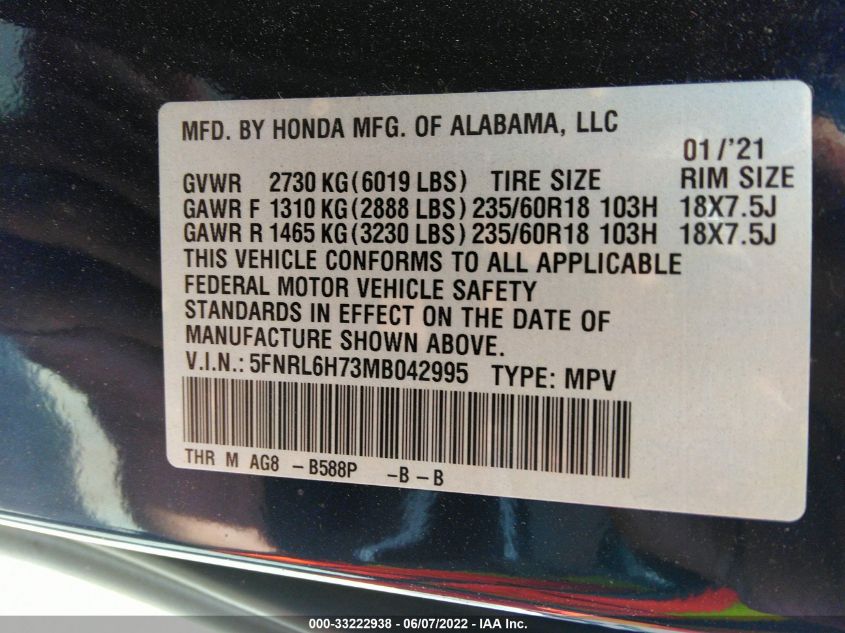 MFD. BY HONDA MFG. OF ALABAMA, LLC
01/'21
GVWR 2730 KG (6019 LBS) TIRE SIZE RIM SIZE
GAWR F 1310 KG (2888 LBS) 235/60R18 103H 18X7.5J
GAWR R 1465 KG (3230 LBS) 235/60R18 103H 18X7.5J
THIS VEHICLE CONFORMS TO ALL APPLICABLE
FEDERAL MOTOR VEHICLE SAFETY
STANDARDS IN EFFECT ON THE DATE OF
MANUFACTURE SHOWN ABOVE.
V.I.N.: 5FNRL6H73MB042995 TYPE: MPV
THR M AG8 - B588P -B - B
000-33222938 - 06/07/2022 - IAA Inc.